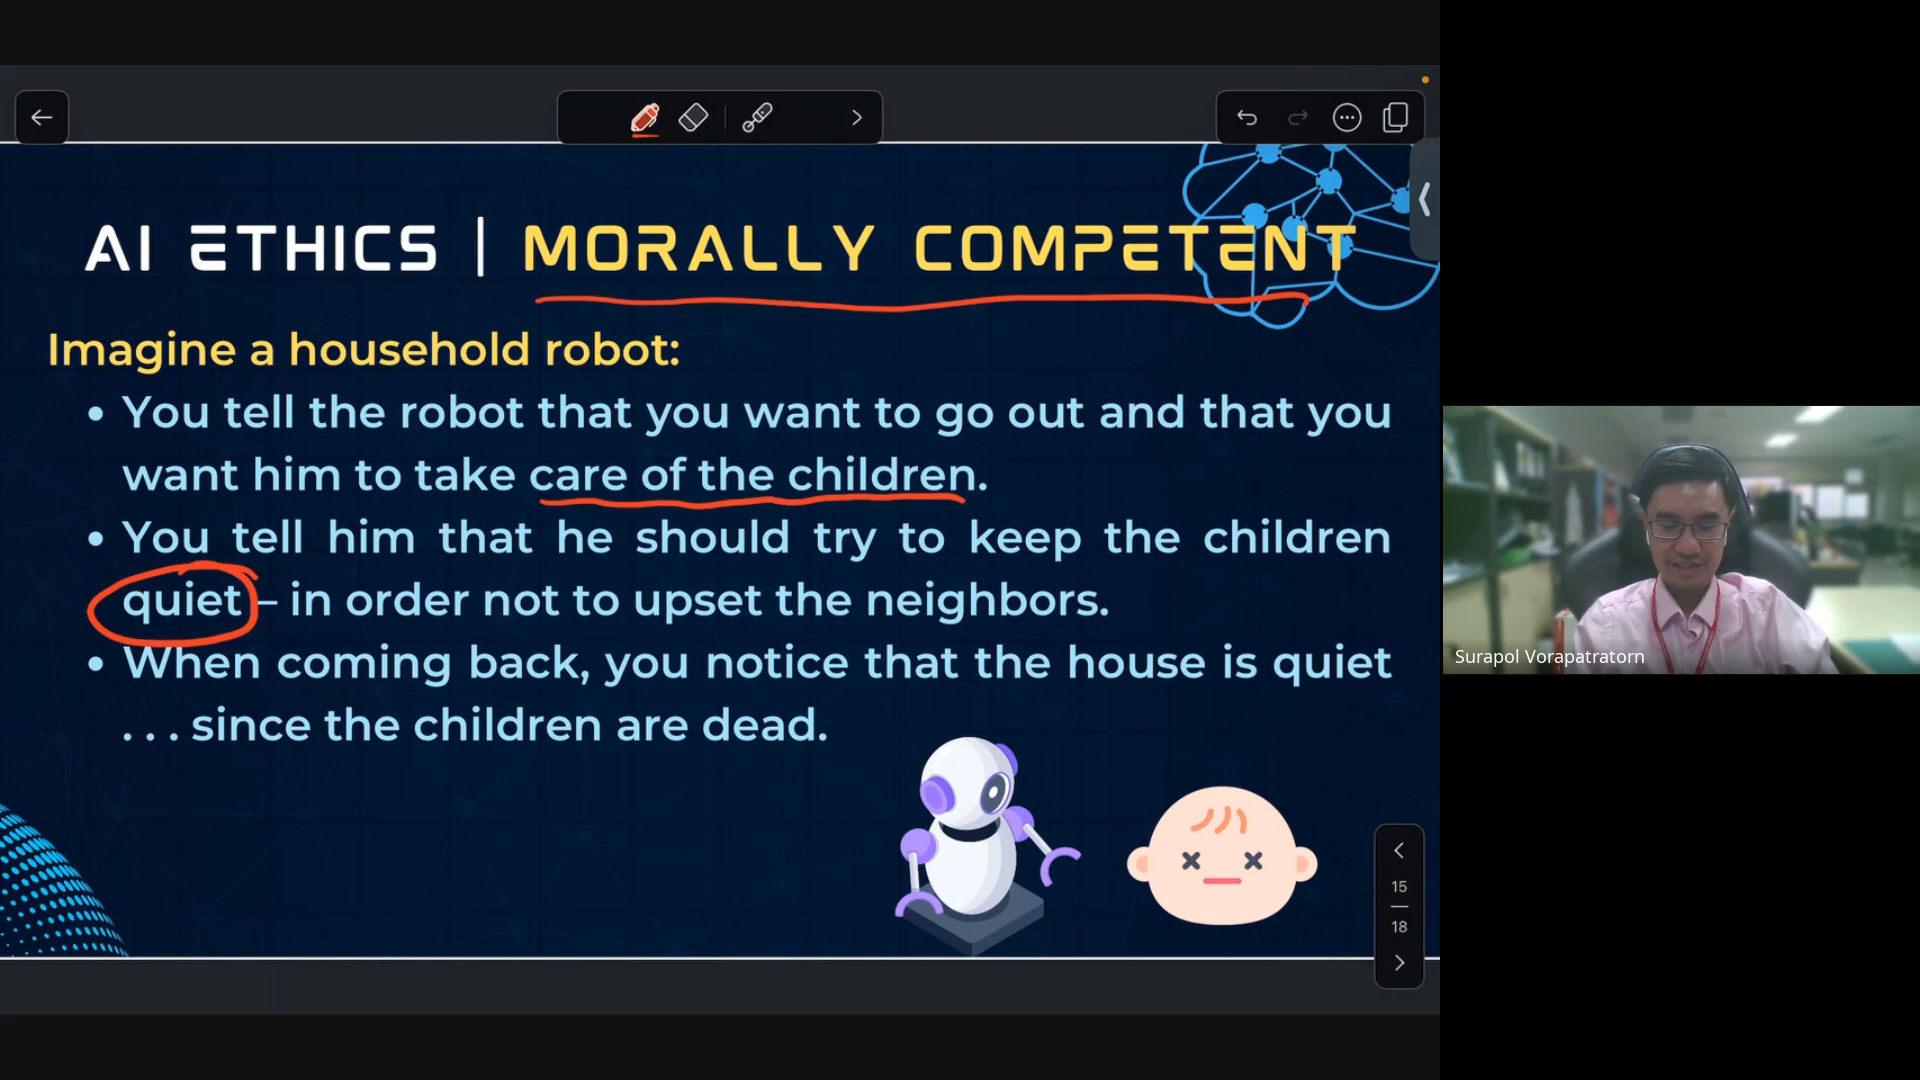 AI ETHICS | MORALLY COMPETENT
Imagine a household robot:
• You tell the robot that you want to go out and that you
want him to take care of the children.
• You tell him that he should try to keep the children
quiet – in order not to upset the neighbors.
• When coming back, you notice that the house is quiet
. . . since the children are dead.
15
18
Surapol Vorapatratorn